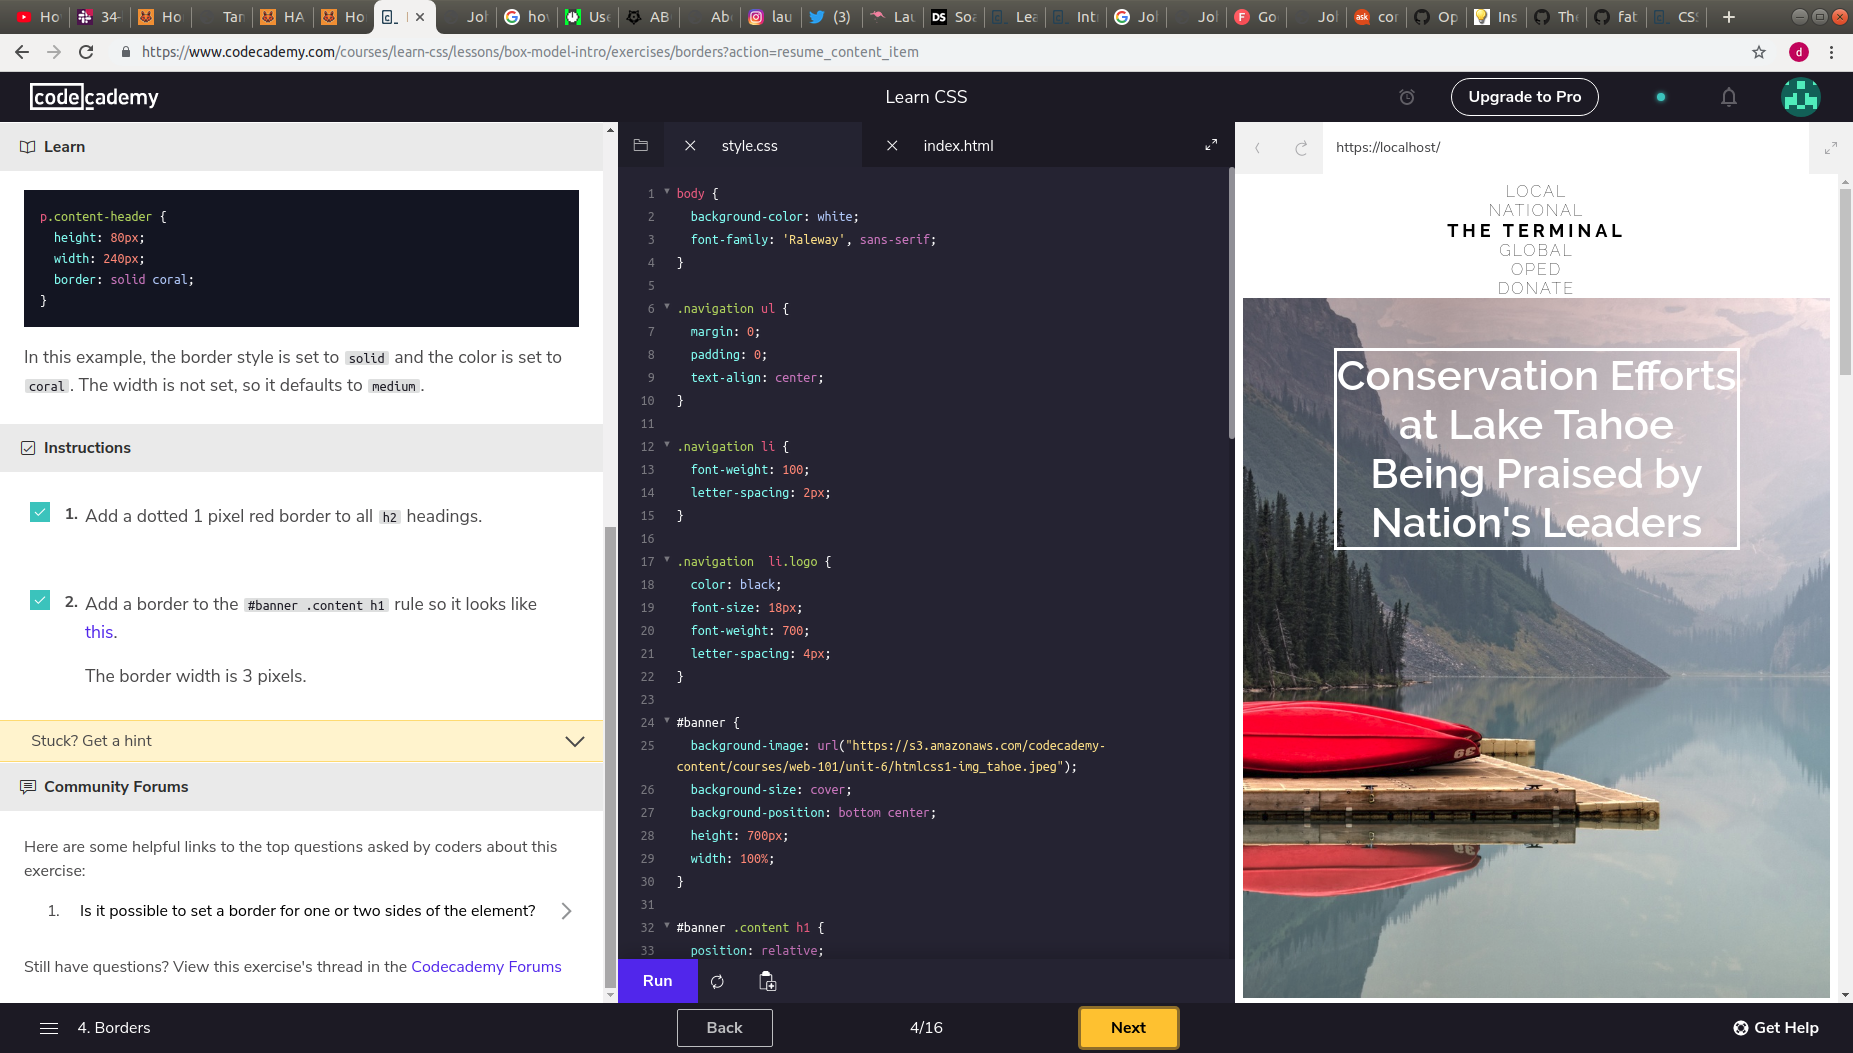 Ho
34-
Ho
Tar
HA
Ho
Joh
how
Use
AB
Abo
lau
(3)
Lau
DS
Soa
Lea
Intr
Joh
Joh
Go
Joh
ask
cor
Op
Ins
The
fat
CSS
https://www.codecademy.com/courses/learn-css/lessons/box-model-intro/exercises/borders?action=resume_content_item
d
codecademy
Learn CSS
Upgrade to Pro
Learn
p.content-header {
height: 80px;
width: 240px;
border: solid coral;
}
In this example, the border style is set to solid and the color is set to
coral. The width is not set, so it defaults to medium.
Instructions
1. Add a dotted 1 pixel red border to all h2 headings.
2. Add a border to the #banner .content h1 rule so it looks like
this.
The border width is 3 pixels.
Stuck? Get a hint
Community Forums
Here are some helpful links to the top questions asked by coders about this
exercise:
1. Is it possible to set a border for one or two sides of the element?
Still have questions? View this exercise's thread in the Codecademy Forums
style.css
index.html
1 body {
2 background-color: white;
3 font-family: 'Raleway', sans-serif;
4 }
5
6 .navigation ul {
7 margin: 0;
8 padding: 0;
9 text-align: center;
10 }
11
12 .navigation li {
13 font-weight: 100;
14 letter-spacing: 2px;
15 }
16
17 .navigation  li.logo {
18 color: black;
19 font-size: 18px;
20 font-weight: 700;
21 letter-spacing: 4px;
22 }
23
24 #banner {
25 background-image: url("https://s3.amazonaws.com/codecademy-
content/courses/web-101/unit-6/htmlcss1-img_tahoe.jpeg");
26 background-size: cover;
27 background-position: bottom center;
28 height: 700px;
29 width: 100%;
30 }
31
32 #banner .content h1 {
33 position: relative;
Run
https://localhost/
LOCAL
NATIONAL
THE TERMINAL
GLOBAL
OPED
DONATE
Conservation Efforts
at Lake Tahoe
Being Praised by
Nation's Leaders
4. Borders
Back
4/16
Next
Get Help